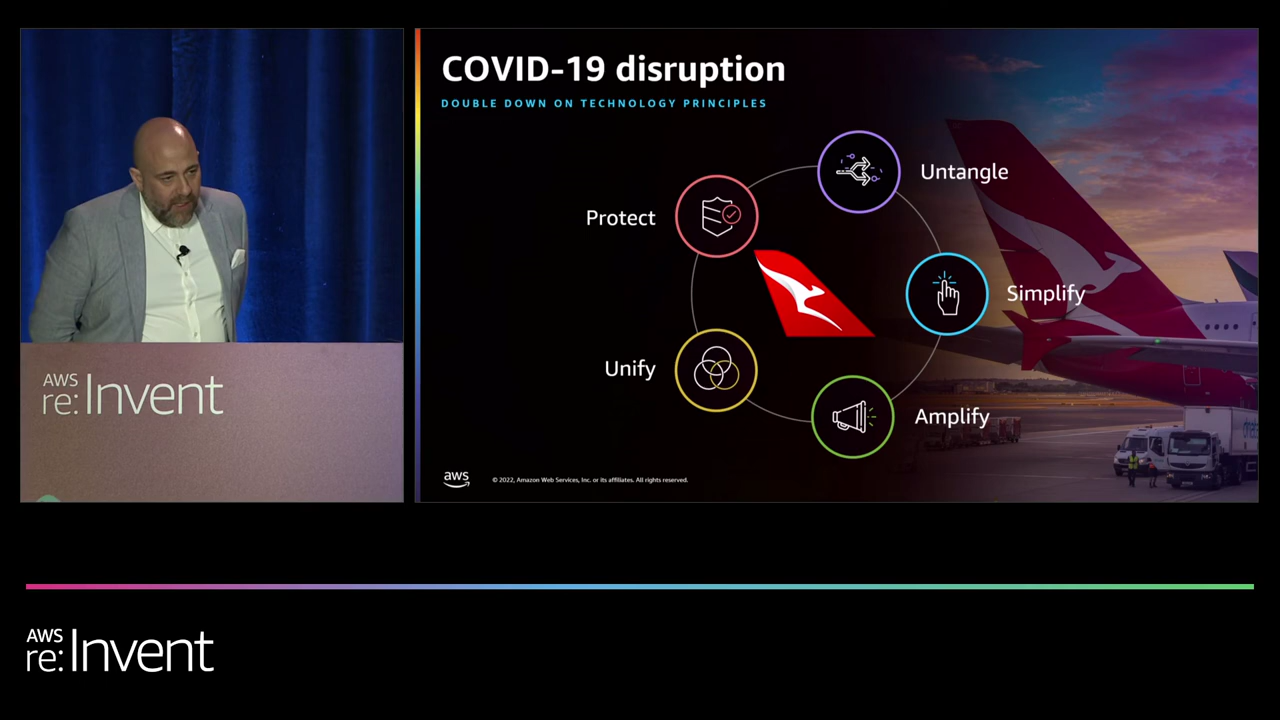 COVID-19 disruption
DOUBLE DOWN ON TECHNOLOGY PRINCIPLES
Untangle
Protect
Simplify
Unify
Amplify
aws
© 2022, Amazon Web Services, Inc. or its affiliates. All rights reserved.
AWS
re:Invent
AWS
re:Invent